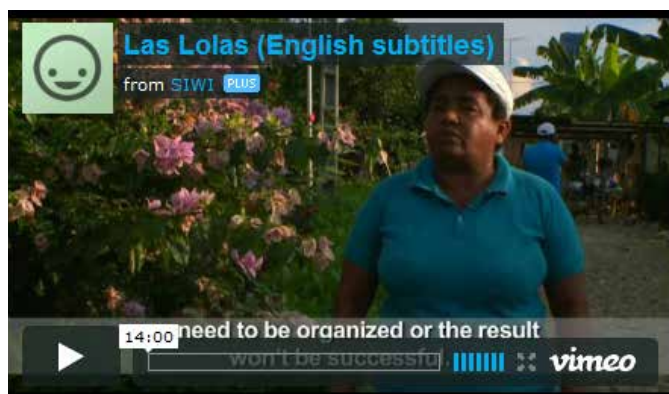 Las Lolas (English subtitles)
from SIWI PLUS
14:00
need to be organized or the result
won't be successful,
vimeo